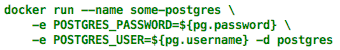 docker run --name some-postgres \
-e POSTGRES_PASSWORD=${pg.password} \
-e POSTGRES_USER=${pg.username} -d postgres